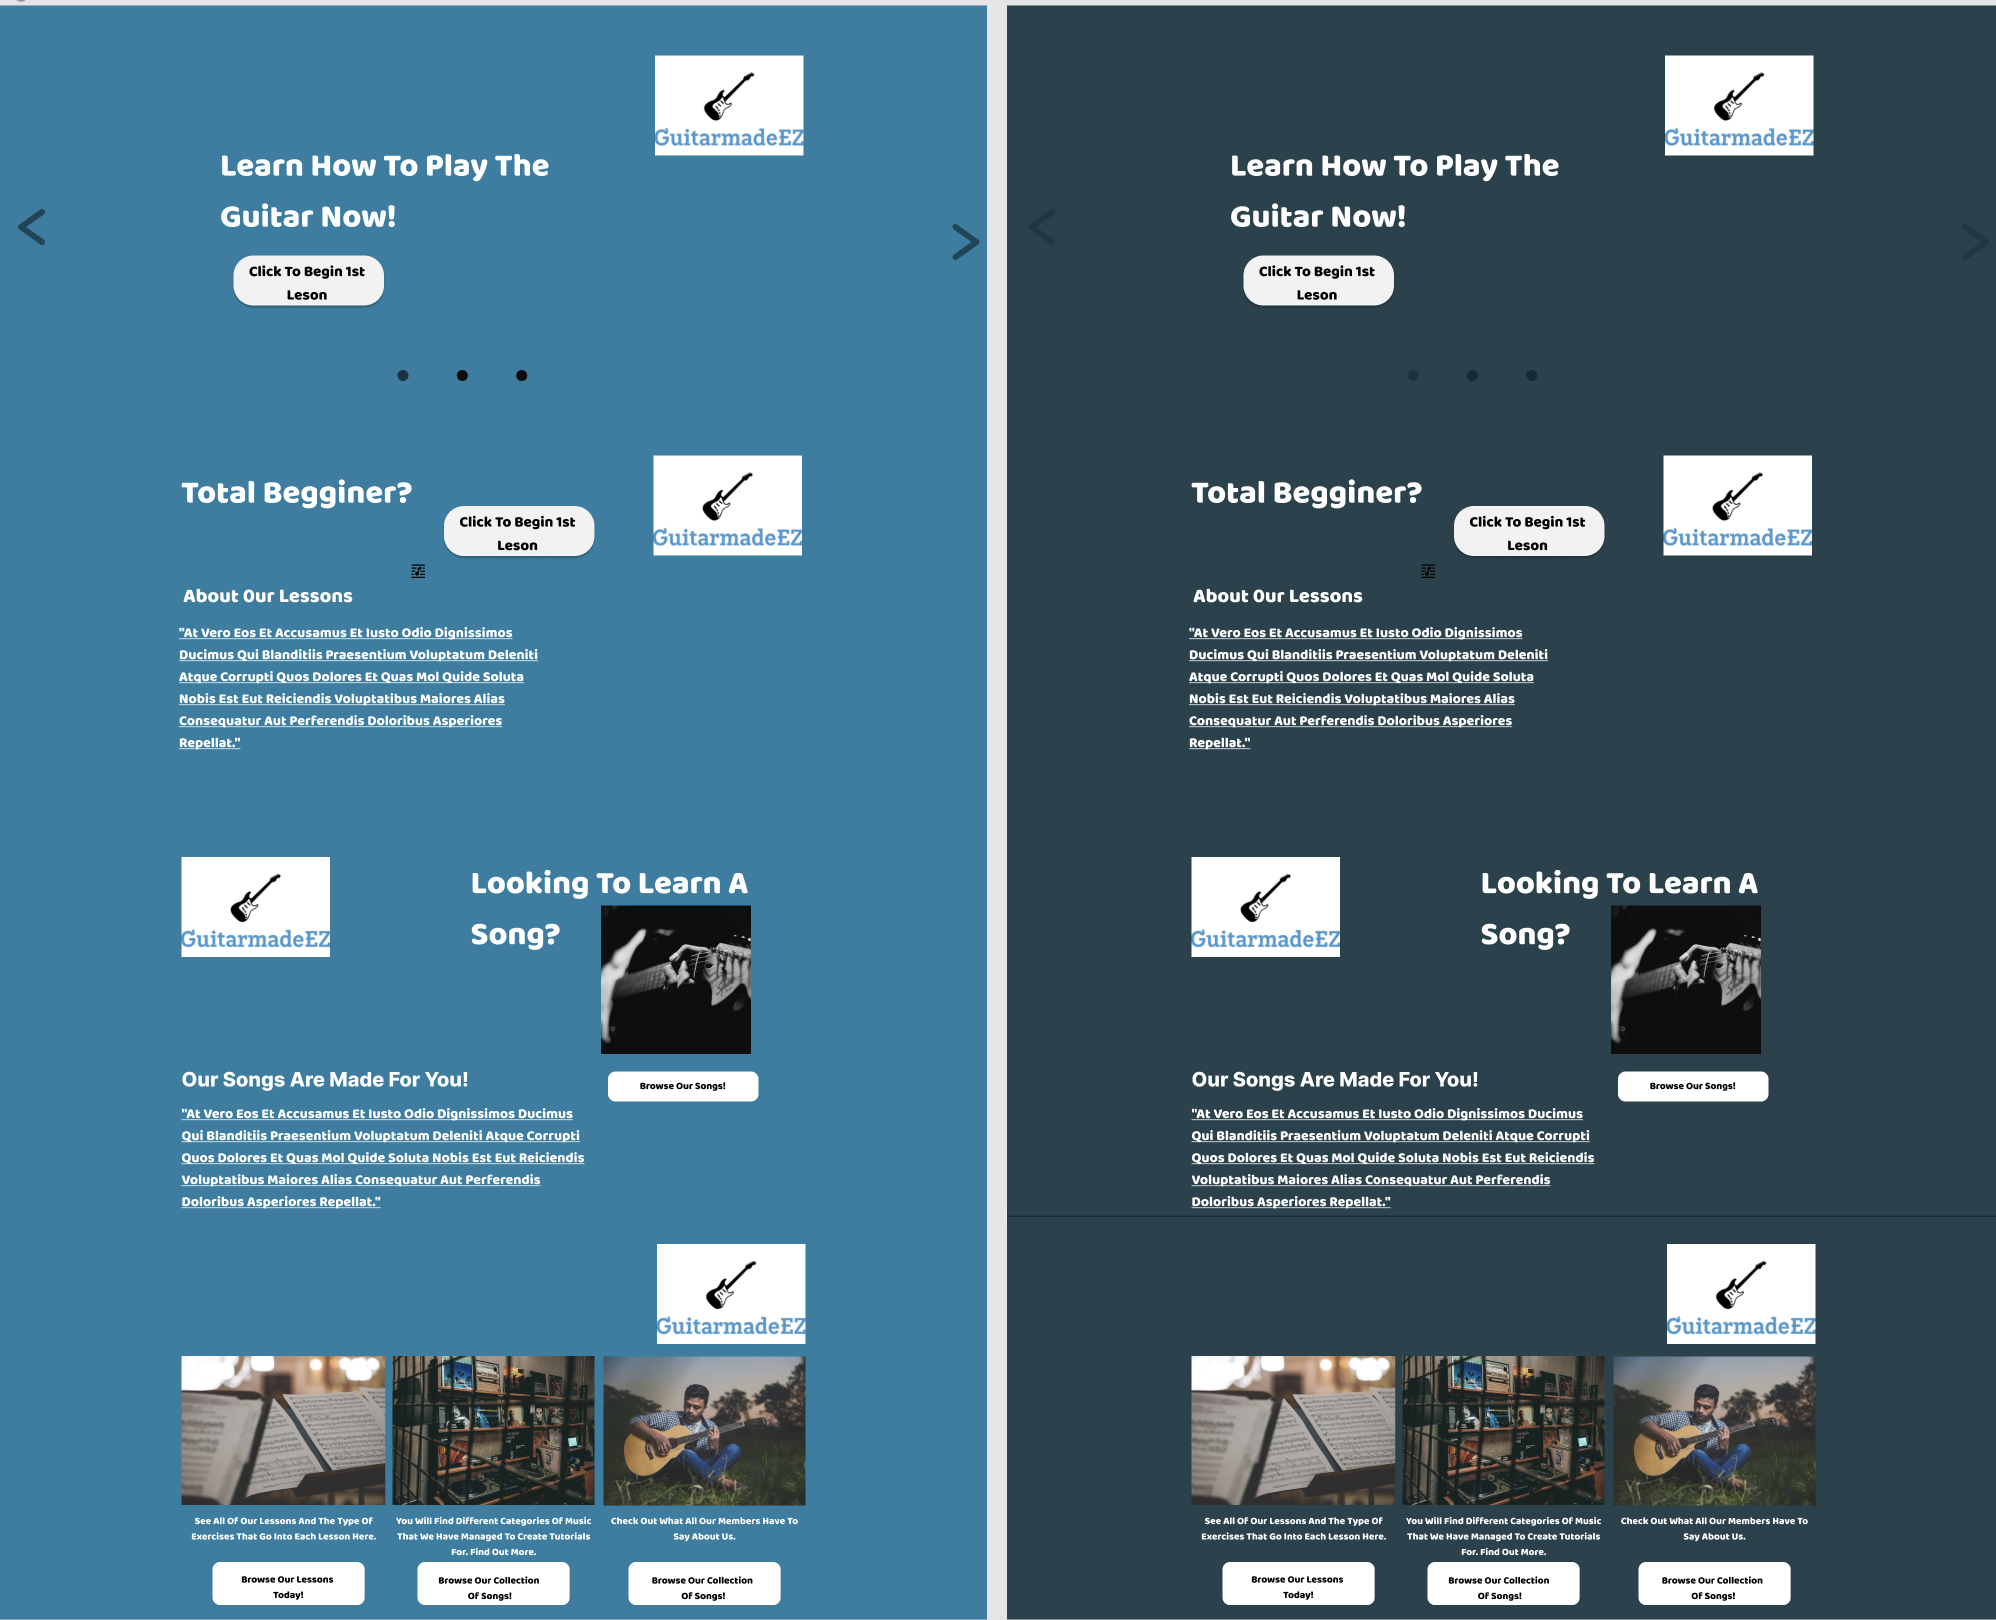 GuitarmadeEZ
Learn How To Play The
Guitar Now!
Click To Begin 1st
Leson
Total Begginer?
Click To Begin 1st
Leson
GuitarmadeEZ
About Our Lessons
"At Vero Eos Et Accusamus Et Iusto Odio Dignissimos
Ducimus Qui Blanditiis Praesentium Voluptatum Deleniti
Atque Corrupti Quos Dolores Et Quas Mol Quide Soluta
Nobis Est Eut Reiciendis Voluptatibus Maiores Alias
Consequatur Aut Perferendis Doloribus Asperiores
Repellat."
GuitarmadeEZ
Looking To Learn A
Song?
Our Songs Are Made For You!
Browse Our Songs!
"At Vero Eos Et Accusamus Et Iusto Odio Dignissimos Ducimus
Qui Blanditiis Praesentium Voluptatum Deleniti Atque Corrupti
Quos Dolores Et Quas Mol Quide Soluta Nobis Est Eut Reiciendis
Voluptatibus Maiores Alias Consequatur Aut Perferendis
Doloribus Asperiores Repellat."
GuitarmadeEZ
See All Of Our Lessons And The Type Of
Exercises That Go Into Each Lesson Here.
Browse Our Lessons
Today!
You Will Find Different Categories Of Music
That We Have Managed To Create Tutorials
For. Find Out More.
Browse Our Collection
Of Songs!
Check Out What All Our Members Have To
Say About Us.
Browse Our Collection
Of Songs!
GuitarmadeEZ
Learn How To Play The
Guitar Now!
Click To Begin 1st
Leson
Total Begginer?
Click To Begin 1st
Leson
GuitarmadeEZ
About Our Lessons
"At Vero Eos Et Accusamus Et Iusto Odio Dignissimos
Ducimus Qui Blanditiis Praesentium Voluptatum Deleniti
Atque Corrupti Quos Dolores Et Quas Mol Quide Soluta
Nobis Est Eut Reiciendis Voluptatibus Maiores Alias
Consequatur Aut Perferendis Doloribus Asperiores
Repellat."
GuitarmadeEZ
Looking To Learn A
Song?
Our Songs Are Made For You!
Browse Our Songs!
"At Vero Eos Et Accusamus Et Iusto Odio Dignissimos Ducimus
Qui Blanditiis Praesentium Voluptatum Deleniti Atque Corrupti
Quos Dolores Et Quas Mol Quide Soluta Nobis Est Eut Reiciendis
Voluptatibus Maiores Alias Consequatur Aut Perferendis
Doloribus Asperiores Repellat."
GuitarmadeEZ
See All Of Our Lessons And The Type Of
Exercises That Go Into Each Lesson Here.
Browse Our Lessons
Today!
You Will Find Different Categories Of Music
That We Have Managed To Create Tutorials
For. Find Out More.
Browse Our Collection
Of Songs!
Check Out What All Our Members Have To
Say About Us.
Browse Our Collection
Of Songs!